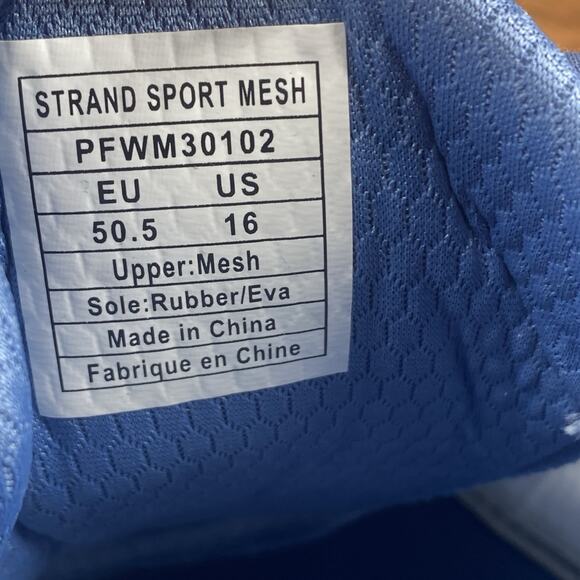 STRAND SPORT MESH
PFWM30102
EU US
50.5 16
Upper:Mesh
Sole:Rubber/Eva
Made in China
Fabrique en Chine